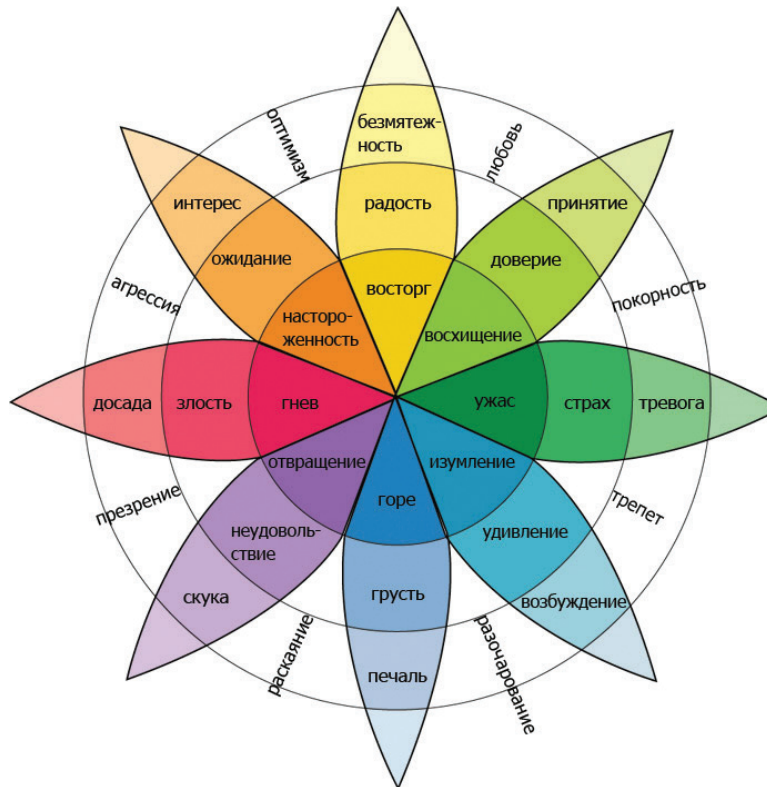 безмятеж-
ность
оптимизм
любовь
интерес
радость
принятие
ожидание
доверие
агрессия
покорность
восторг
насторо-
женность
восхищение
досада
злость
гнев
ужас
страх
тревога
отвращение
изумление
презрение
горе
трепет
неудоволь-
ствие
удивление
скука
грусть
возбуждение
раскаяние
печаль
разочарование